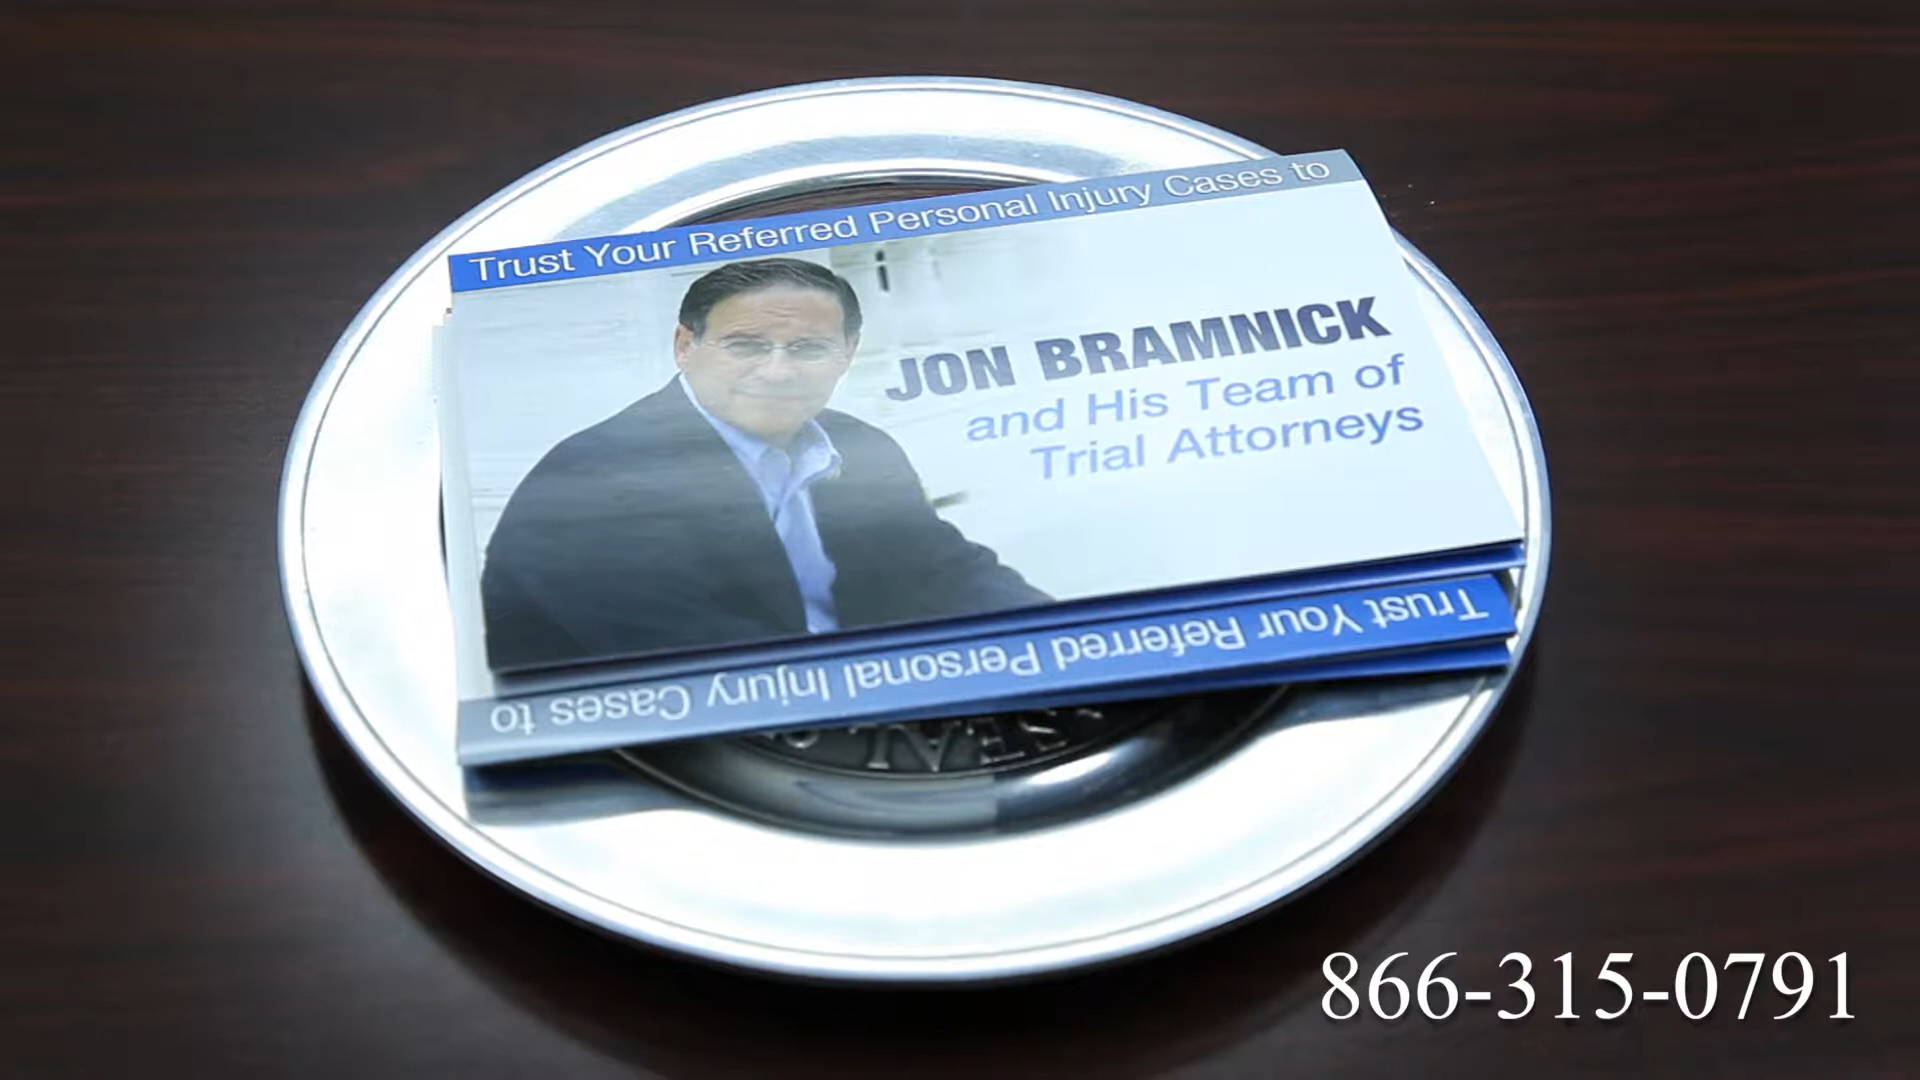 Trust Your Referred Personal Injury Cases to
JON BRAMNICK
and His Team of
Trial Attorneys
Trust Your Referred Personal Injury Cases to
866-315-0791